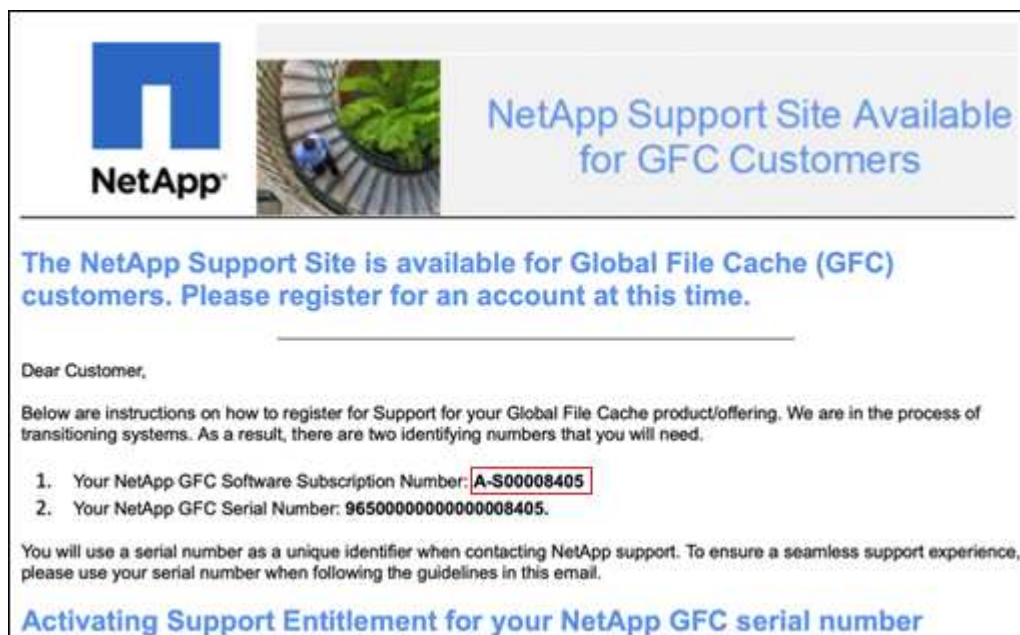 NetApp
NetApp Support Site Available
for GFC Customers
The NetApp Support Site is available for Global File Cache (GFC)
customers. Please register for an account at this time.
Dear Customer,
Below are instructions on how to register for Support for your Global File Cache product/offering. We are in the process of
transitioning systems. As a result, there are two identifying numbers that you will need.
1. Your NetApp GFC Software Subscription Number: A-S00008405
2. Your NetApp GFC Serial Number: 96500000000000008405.
You will use a serial number as a unique identifier when contacting NetApp support. To ensure a seamless support experience,
please use your serial number when following the guidelines in this email.
Activating Support Entitlement for your NetApp GFC serial number